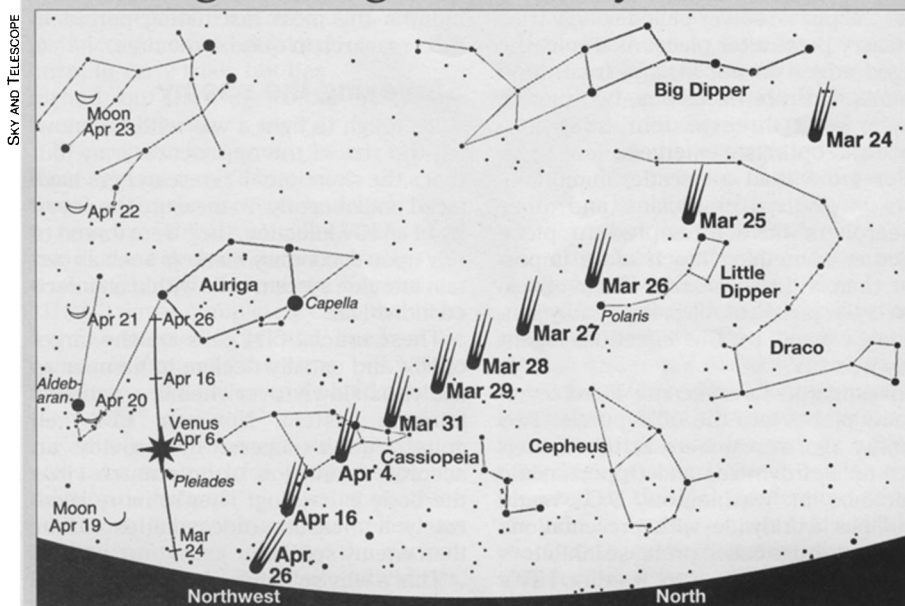 SKY AND TELESCOPE
Big Dipper
Moon
Apr 23
Mar 24
Apr 22
Mar 25
Auriga
Capella
Little
Dipper
Mar 26
Polaris
Apr 21
Apr 26
Mar 27
Draco
Aldeb-
aran
Apr 16
Mar 28
Apr 20
Mar 29
Venus
Apr 6
Mar 31
Cassiopeia
Cepheus
Apr 4
Pleiades
Moon
Apr 19
Apr 16
Mar
24
Apr
26
Northwest
North